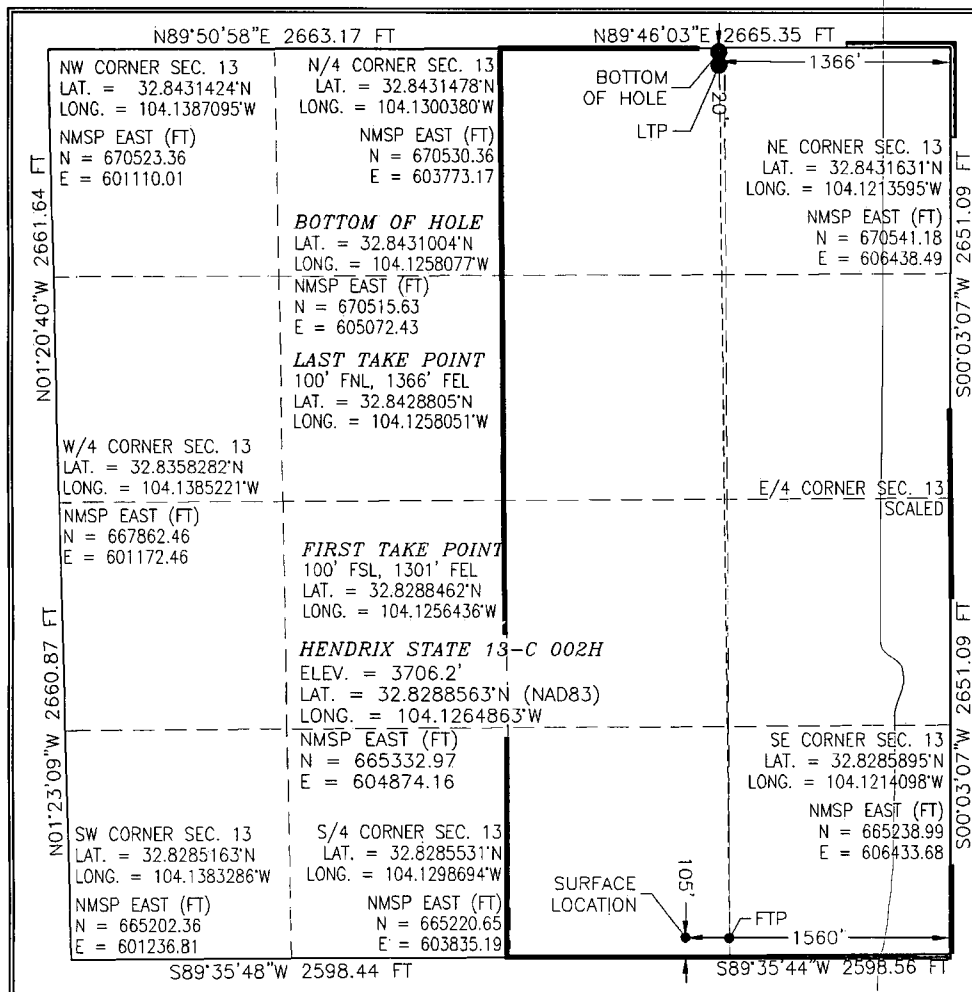 N89°50'58"E 2663.17 FT
N89°46'03"E 2665.35 FT
NW CORNER SEC. 13
LAT. = 32.8431424°N
LONG. = 104.1387095°W
NMSP EAST (FT)
N = 670523.36
E = 601110.01
N/4 CORNER SEC. 13
LAT. = 32.8431478°N
LONG. = 104.1300380°W
NMSP EAST (FT)
N = 670530.36
E = 603773.17
BOTTOM
OF HOLE
LTP
20'
1366'
NE CORNER SEC. 13
LAT. = 32.8431631°N
LONG. = 104.1213595°W
NMSP EAST (FT)
N = 670541.18
E = 606438.49
N01°20'40"W 2661.64 FT
S00°03'07"W 2651.09 FT
BOTTOM OF HOLE
LAT. = 32.8431004°N
LONG. = 104.1258077°W
NMSP EAST (FT)
N = 670515.63
E = 605072.43
LAST TAKE POINT
100' FNL, 1366' FEL
LAT. = 32.8428805°N
LONG. = 104.1258051°W
W/4 CORNER SEC. 13
LAT. = 32.8358282°N
LONG. = 104.1385221°W
NMSP EAST (FT)
N = 667862.46
E = 601172.46
E/4 CORNER SEC. 13
SCALED
FIRST TAKE POINT
100' FSL, 1301' FEL
LAT. = 32.8288462°N
LONG. = 104.1256436°W
HENDRIX STATE 13-C 002H
ELEV. = 3706.2'
LAT. = 32.8288563°N (NAD83)
LONG. = 104.1264863°W
NMSP EAST (FT)
N = 665332.97
E = 604874.16
N01°23'09"W 2660.87 FT
S00°03'07"W 2651.09 FT
SW CORNER SEC. 13
LAT. = 32.8285163°N
LONG. = 104.1383286°W
NMSP EAST (FT)
N = 665202.36
E = 601236.81
S/4 CORNER SEC. 13
LAT. = 32.8285531°N
LONG. = 104.1298694°W
NMSP EAST (FT)
N = 665220.65
E = 603835.19
SE CORNER SEC. 13
LAT. = 32.8285895°N
LONG. = 104.1214098°W
NMSP EAST (FT)
N = 665238.99
E = 606433.68
SURFACE
LOCATION
105'
FTP
1560'
S89°35'48"W 2598.44 FT
S89°35'44"W 2598.56 FT